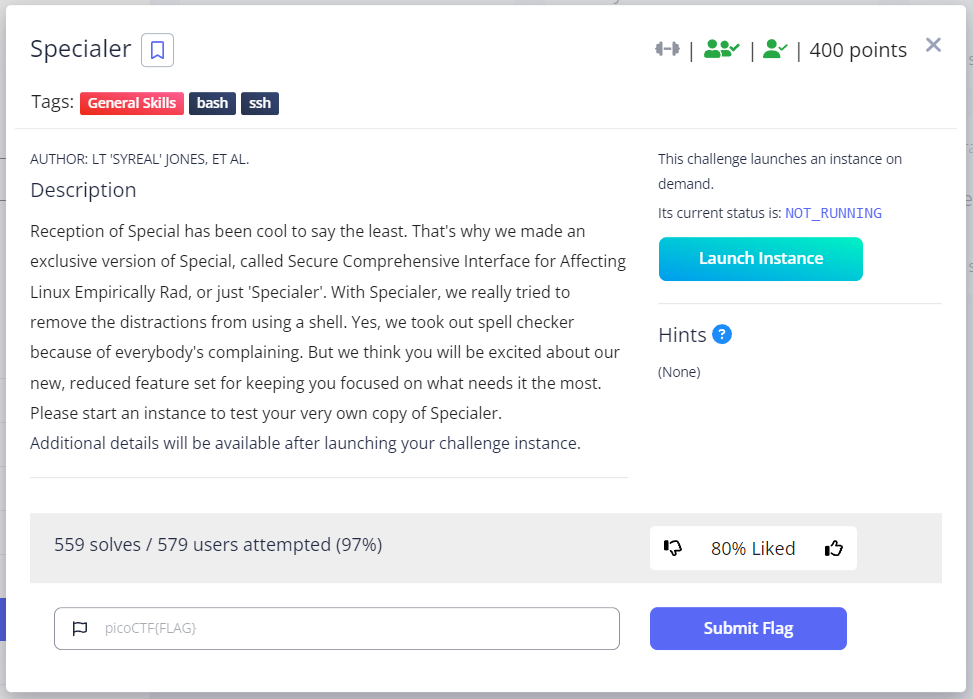 Specialer
| | | 400 points
Tags: General Skills bash ssh
AUTHOR: LT 'SYREAL' JONES, ET AL.
Description
Reception of Special has been cool to say the least. That's why we made an
exclusive version of Special, called Secure Comprehensive Interface for Affecting
Linux Empirically Rad, or just 'Specialer'. With Specialer, we really tried to
remove the distractions from using a shell. Yes, we took out spell checker
because of everybody's complaining. But we think you will be excited about our
new, reduced feature set for keeping you focused on what needs it the most.
Please start an instance to test your very own copy of Specialer.
Additional details will be available after launching your challenge instance.
This challenge launches an instance on
demand.
Its current status is: NOT_RUNNING
Launch Instance
Hints ?
(None)
559 solves / 579 users attempted (97%)
80% Liked
picoCTF{FLAG}
Submit Flag